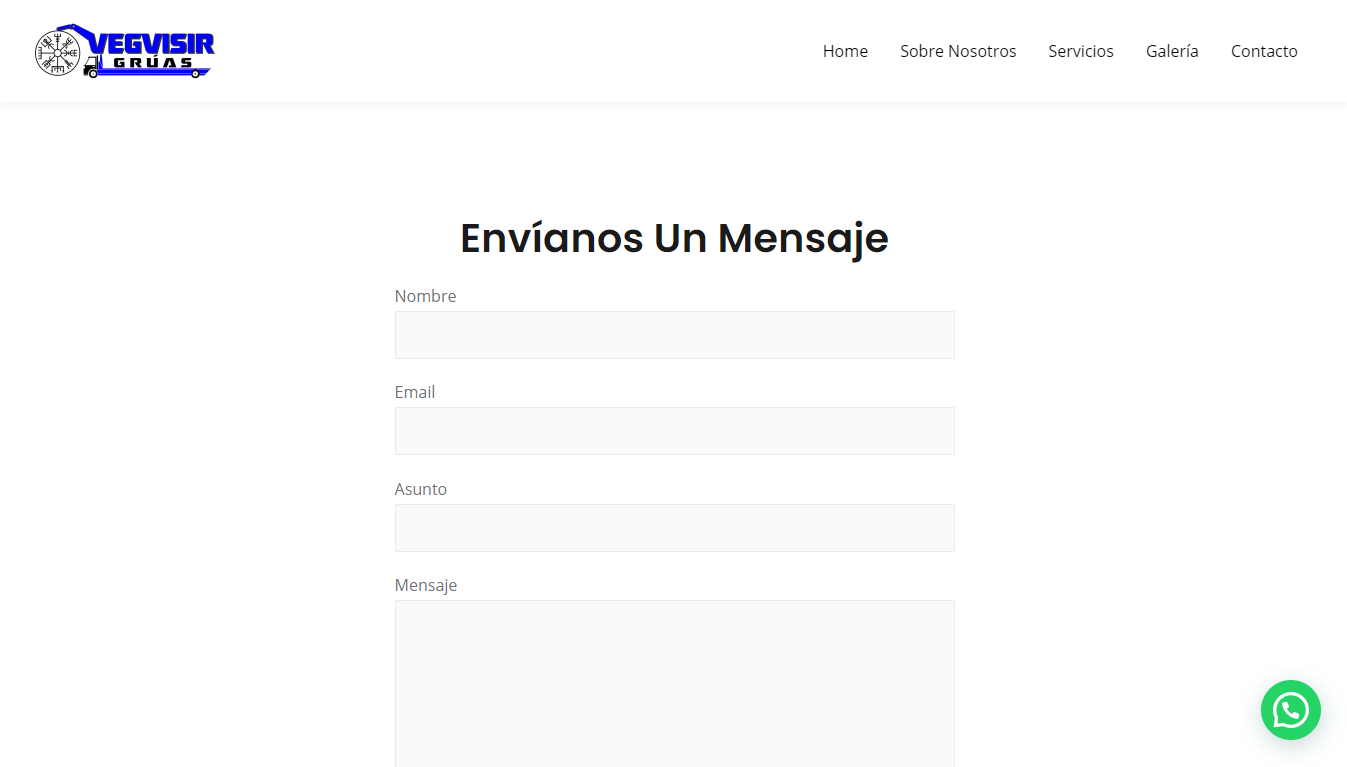 VEGVISIR
GRÚAS
Home Sobre Nosotros Servicios Galería Contacto
Envíanos Un Mensaje
Nombre
Email
Asunto
Mensaje